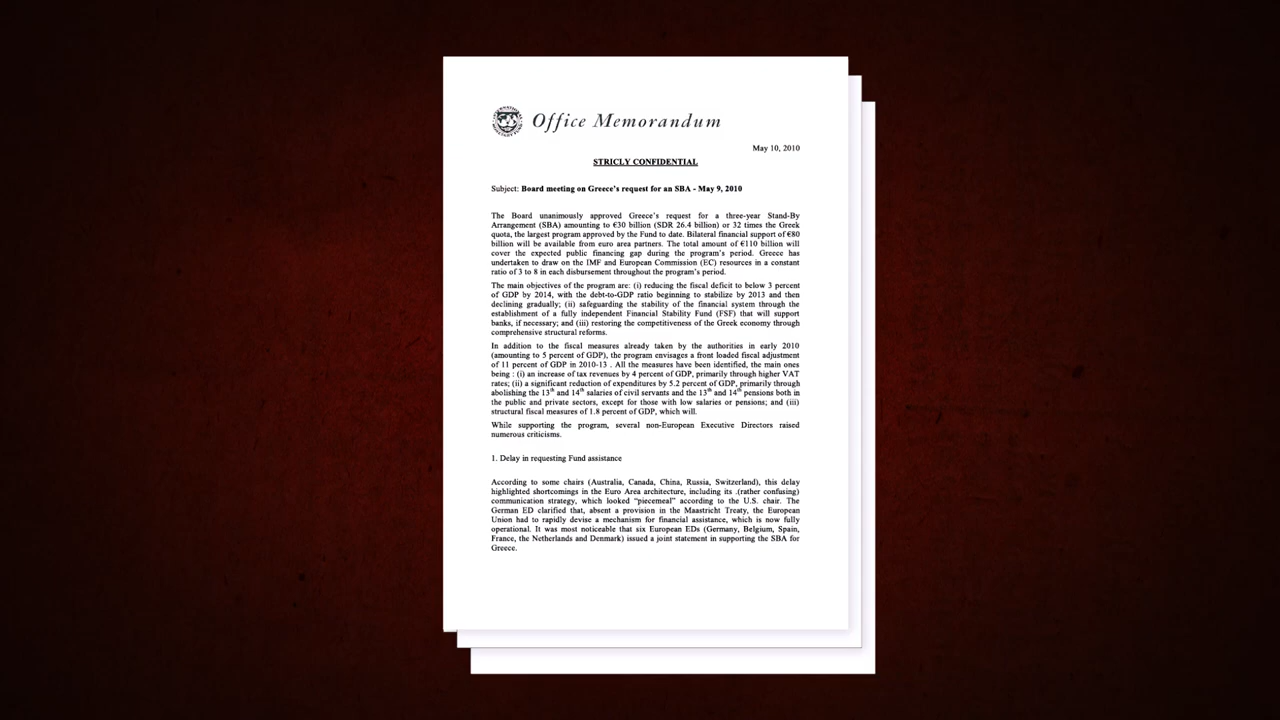 Office Memorandum
May 10, 2010
STRICLY CONFIDENTIAL
Subject: Board meeting on Greece's request for an SBA - May 9, 2010
The Board unanimously approved Greece's request for a three-year Stand-By
Arrangement (SBA) amounting to €30 billion (SDR 26.4 billion) or 32 times the Greek
quota, the largest program approved by the Fund to date. Bilateral financial support of €80
billion will be available from euro area partners. The total amount of €110 billion will
cover the expected public financing gap during the program's period. Greece has
undertaken to draw on the IMF and European Commission (EC) resources in a constant
ratio of 3 to 8 in each disbursement throughout the program's period.
The main objectives of the program are: (i) reducing the fiscal deficit to below 3 percent
of GDP by 2014, with the debt-to-GDP ratio beginning to stabilize by 2013 and then
declining gradually; (ii) safeguarding the stability of the financial system through the
establishment of a fully independent Financial Stability Fund (FSF) that will support
banks, if necessary; and (iii) restoring the competitiveness of the Greek economy through
comprehensive structural reforms.
In addition to the fiscal measures already taken by the authorities in early 2010
(amounting to 5 percent of GDP), the program envisages a front loaded fiscal adjustment
of 11 percent of GDP in 2010-13 . All the measures have been identified, the main ones
being : (i) an increase of tax revenues by 4 percent of GDP, primarily through higher VAT
rates; (ii) a significant reduction of expenditures by 5.2 percent of GDP, primarily through
abolishing the 13th and 14th salaries of civil servants and the 13th and 14th pensions both in
the public and private sectors, except for those with low salaries or pensions; and (iii)
structural fiscal measures of 1.8 percent of GDP, which will.
While supporting the program, several non-European Executive Directors raised
numerous criticisms.
1. Delay in requesting Fund assistance
According to some chairs (Australia, Canada, China, Russia, Switzerland), this delay
highlighted shortcomings in the Euro Area architecture, including its .(rather confusing)
communication strategy, which looked "piecemeal" according to the U.S. chair. The
German ED clarified that, absent a provision in the Maastricht Treaty, the European
Union had to rapidly devise a mechanism for financial assistance, which is now fully
operational. It was most noticeable that six European EDs (Germany, Belgium, Spain,
France, the Netherlands and Denmark) issued a joint statement in supporting the SBA for
Greece.